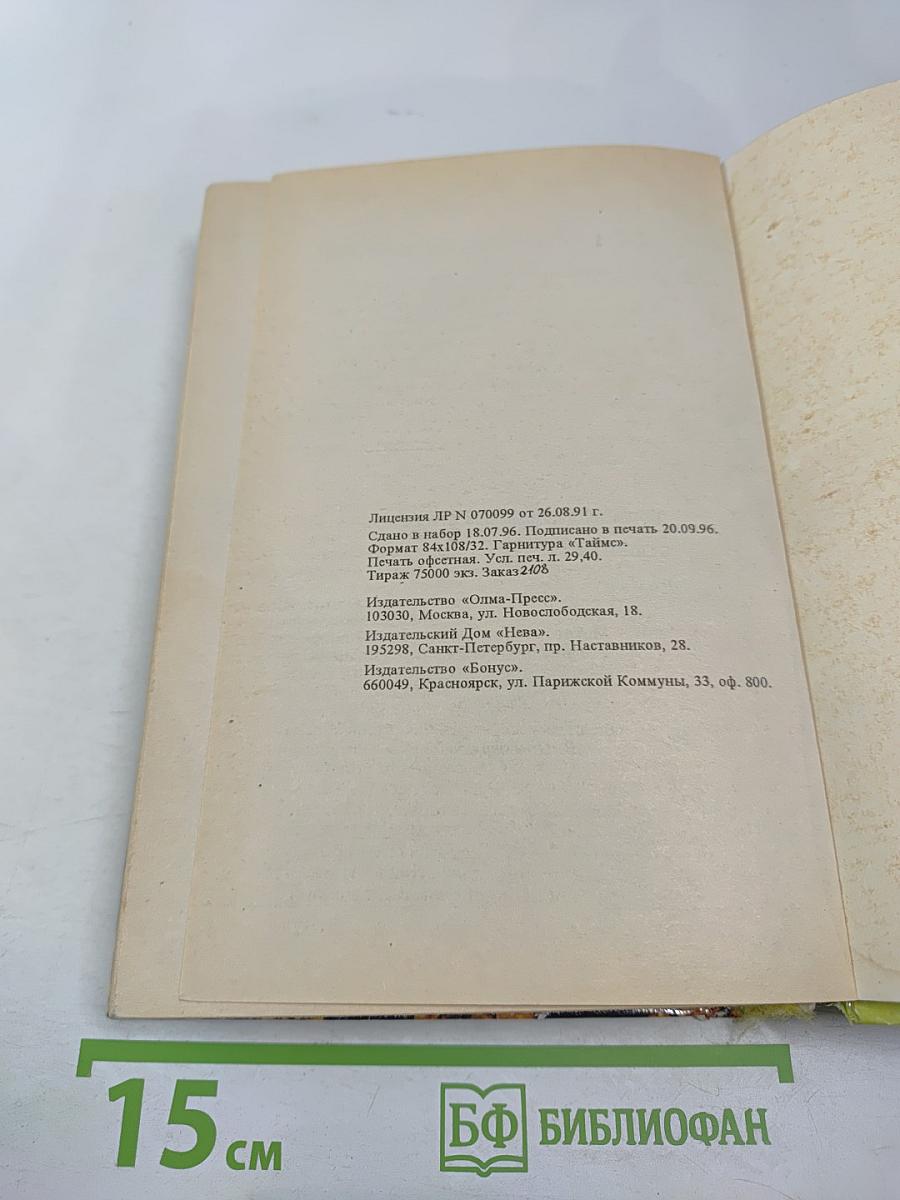 Лицензия ЛР N 070099 от 26.08.91 г.
Сдано в набор 18.07.96. Подписано в печать 20.09.96.
Формат 84х108/32. Гарнитура «Таймс».
Печать офсетная. Усл. печ. л. 29,40.
Тираж 75000 экз. Заказ 2108
Издательство «Олма-Пресс».
103030, Москва, ул. Новослободская, 18.
Издательский Дом «Нева».
195298, Санкт-Петербург, пр. Наставников, 28.
Издательство «Бонус».
660049, Красноярск, ул. Парижской Коммуны, 33, оф. 800.
15 см
БФ БИБЛИОФАН